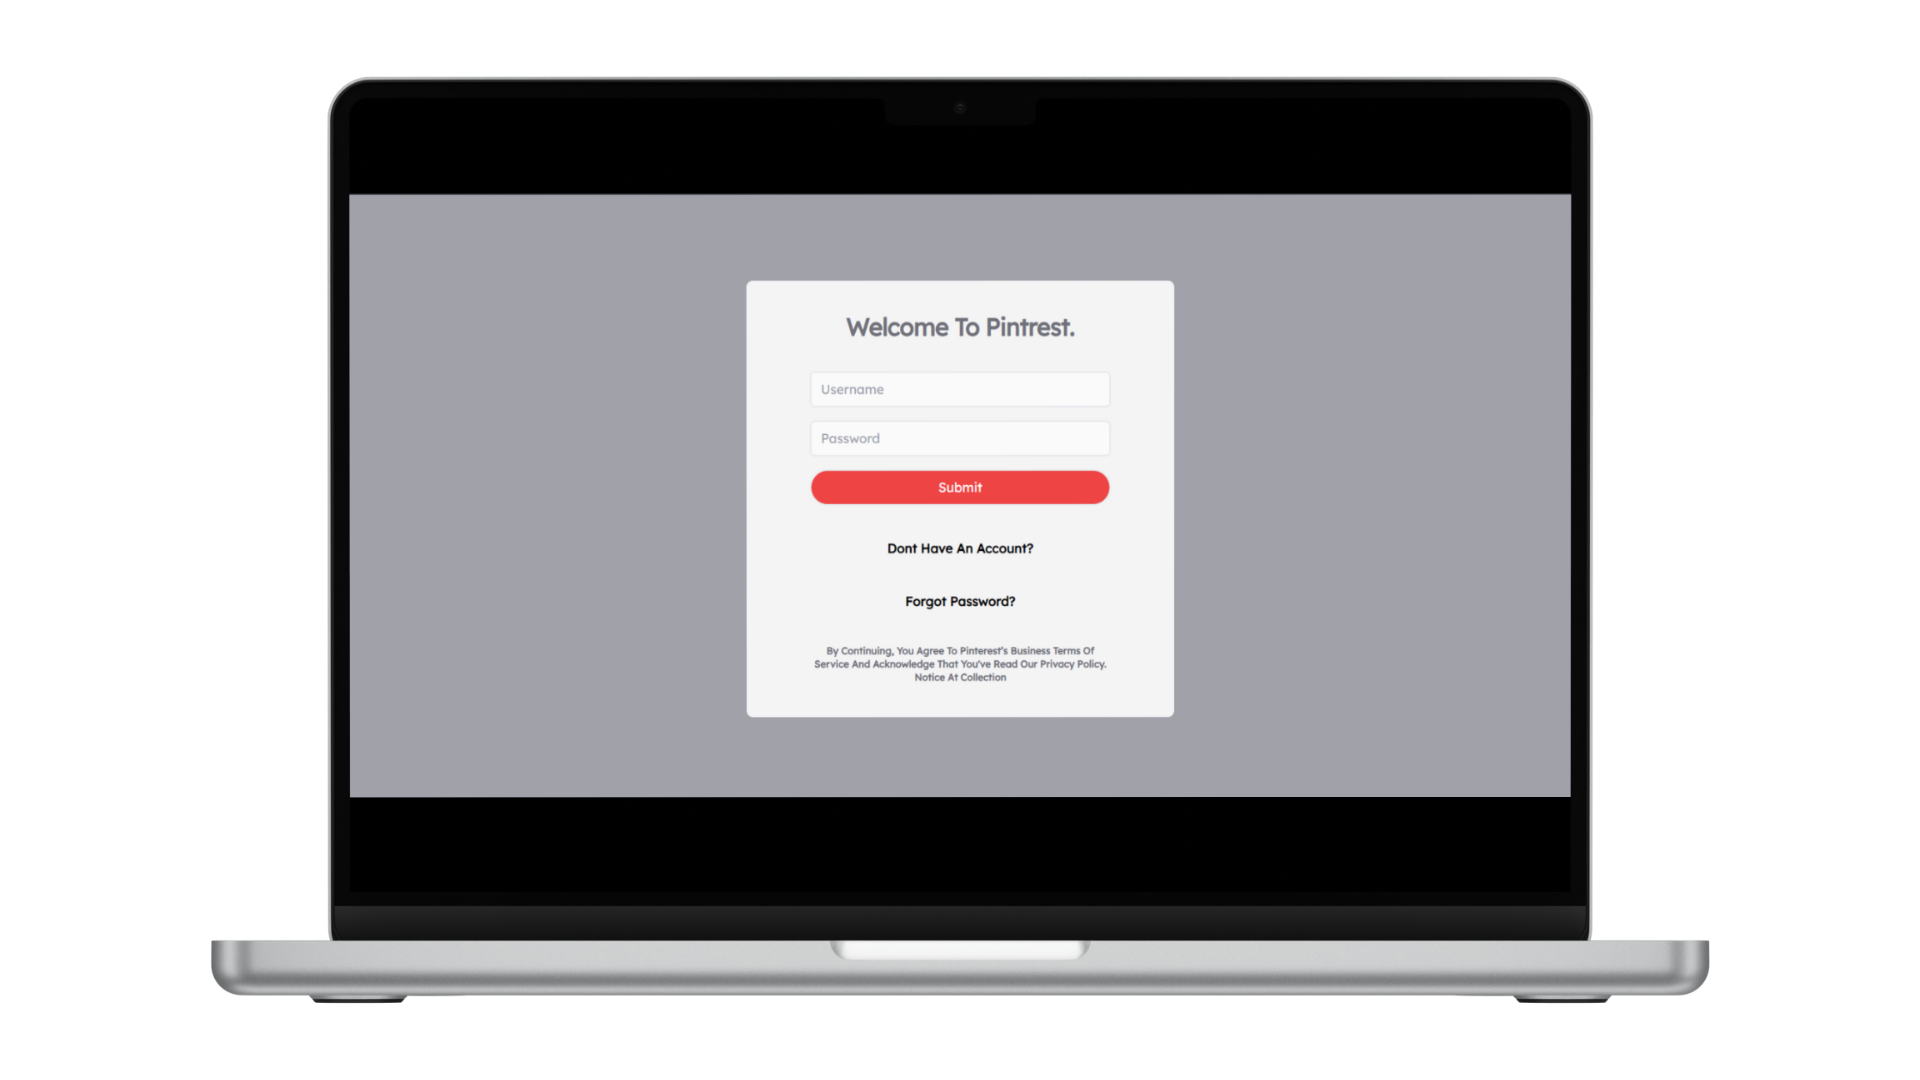 Welcome To Pintrest.
Username
Password
Submit
Dont Have An Account?
Forgot Password?
By Continuing, You Agree To Pinterest's Business Terms Of
Service And Acknowledge That You've Read Our Privacy Policy.
Notice At Collection